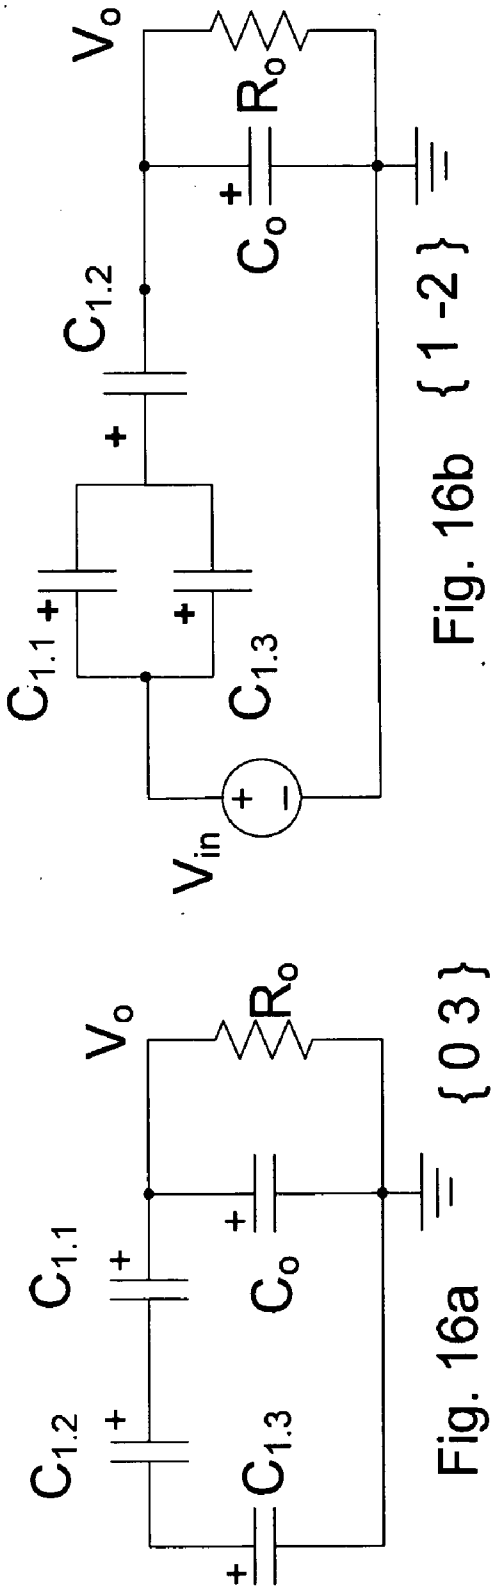 C1.2
C1.1
Vo
+
+
+
C1.3
+
Co
Ro
Fig. 16a { 0 3 }
C1.1
+
C1.2
Vo
+
+
C1.3
Vin
+
−
+
Co
Ro
Fig. 16b { 1 -2 }